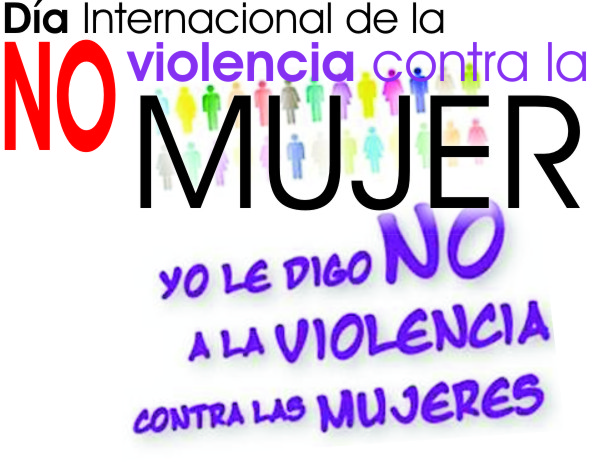 Día Internacional de la
NO violencia contra la
MUJER
YO LE DIGO NO
A LA VIOLENCIA
CONTRA LAS MUJERES